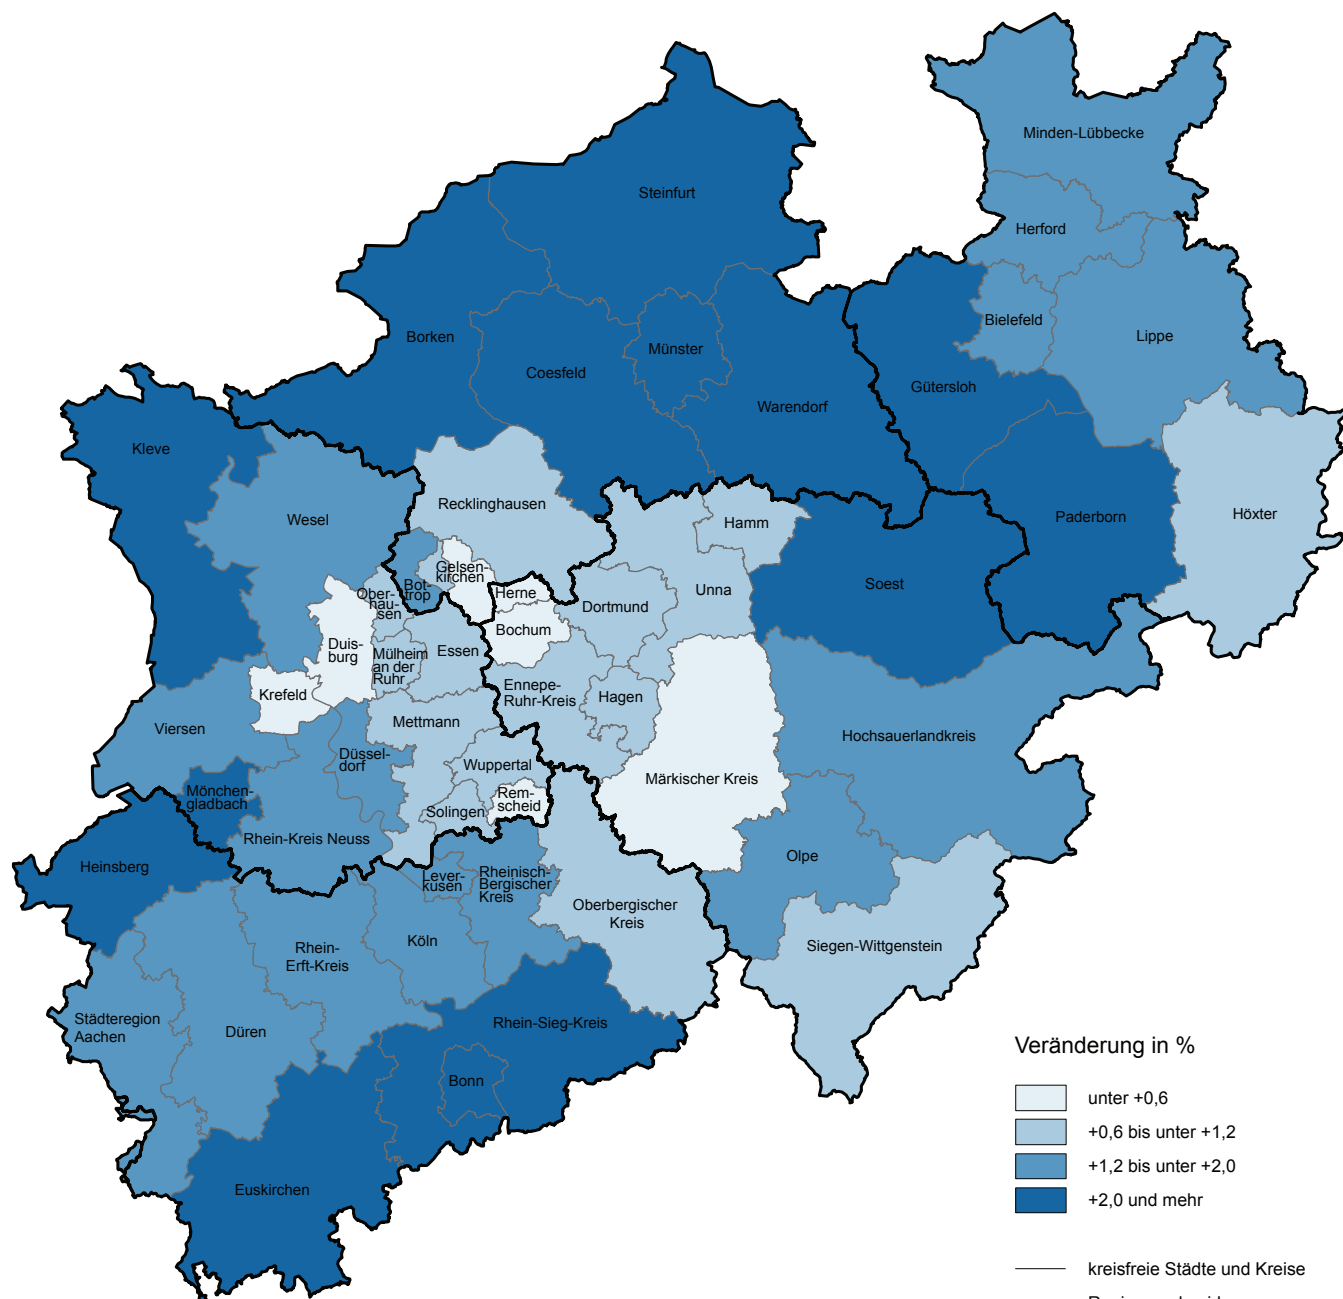 Minden-Lübbecke
Steinfurt
Herford
Bielefeld
Lippe
Borken
Münster
Coesfeld
Gütersloh
Warendorf
Kleve
Recklinghausen
Wesel
Hamm
Paderborn
Höxter
Gelsen-
kirchen
Bot-
trop
Soest
Unna
Ober-
hau-
sen
Herne
Dortmund
Bochum
Duis-
burg
Mülheim
an der
Ruhr
Essen
Krefeld
Ennepe-
Ruhr-Kreis
Hagen
Viersen
Mettmann
Hochsauerlandkreis
Düssel-
dorf
Wuppertal
Märkischer Kreis
Mönchen-
gladbach
Rem-
scheid
Solingen
Rhein-Kreis Neuss
Heinsberg
Olpe
Lever-
kusen
Rheinisch-
Bergischer
Kreis
Oberbergischer
Kreis
Köln
Rhein-
Erft-Kreis
Siegen-Wittgenstein
Städteregion
Aachen
Düren
Rhein-Sieg-Kreis
Bonn
Euskirchen
Veränderung in %
unter +0,6
+0,6 bis unter +1,2
+1,2 bis unter +2,0
+2,0 und mehr
kreisfreie Städte und Kreise